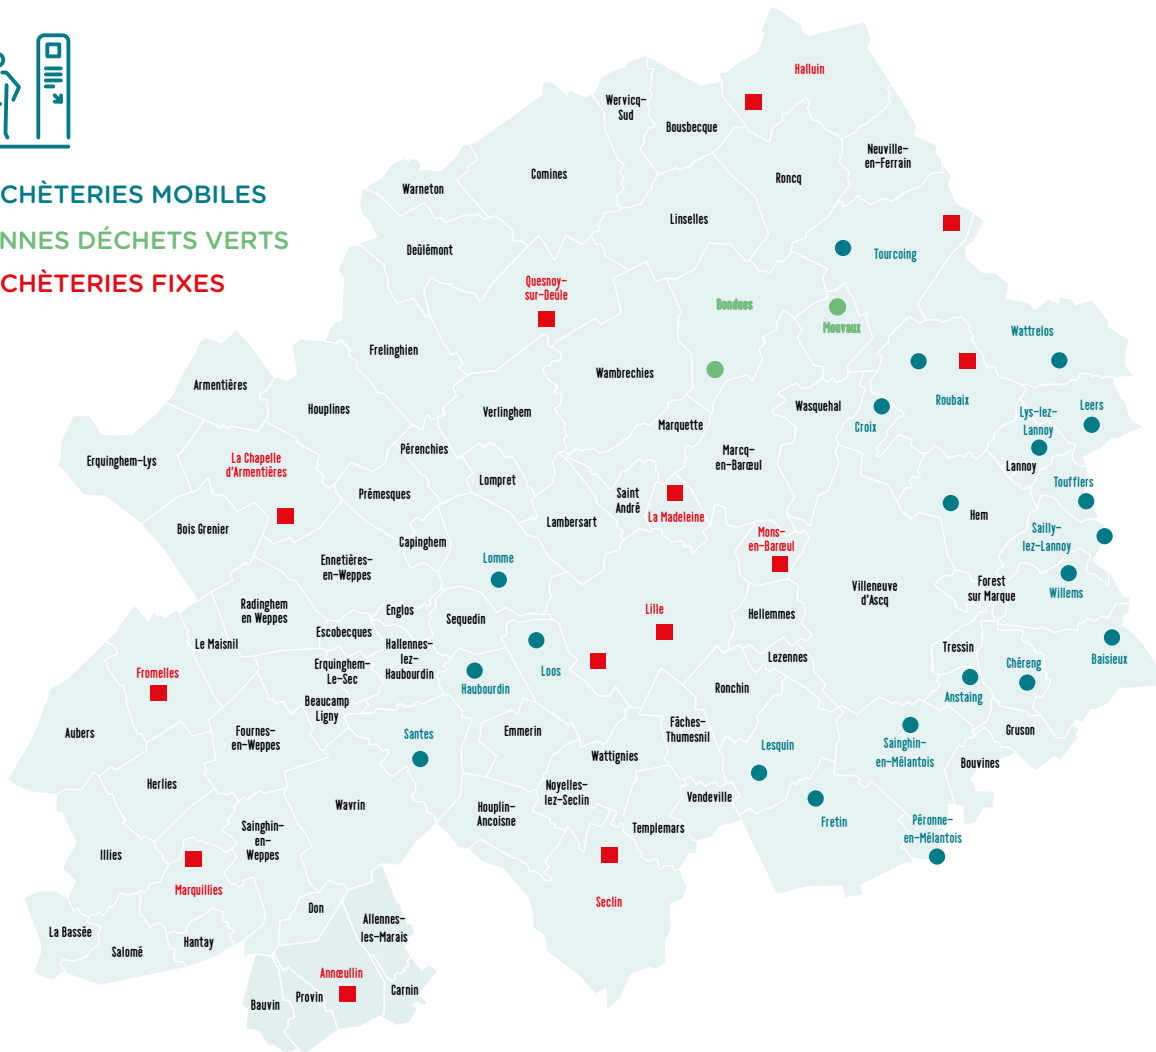 CHÈTERIES MOBILES
NNES DÉCHETS VERTS
CHÈTERIES FIXES
Halluin
Wervicq-
Sud
Bousbecque
Neuville-
en-Ferrain
Comines
Roncq
Warneton
Linselles
Deûlémont
Tourcoing
Quesnoy-
sur-Deûle
Bondues
Mouvaux
Wattrelos
Frelinghien
Wambrechies
Armentières
Roubaix
Wasquehal
Leers
Houplines
Verlinghem
Lys-lez-
Lannoy
Croix
Marquette
Pérenchies
Marcq-
en-Barœul
Erquinghem-Lys
La Chapelle
d'Armentières
Lannoy
Lompret
Toufflers
Prémesques
Saint
André
La Madeleine
Hem
Lambersart
Bois Grenier
Sailly-
lez-Lannoy
Mons-
en-Barœul
Capinghem
Lomme
Ennetières-
en-Weppes
Villeneuve
d'Ascq
Forest
sur Marque
Willems
Radinghem
en Weppes
Englos
Lille
Sequedin
Hellemmes
Escobecques
Le Maisnil
Hallennes-
lez-
Haubourdin
Tressin
Lezennes
Baisieux
Erquinghem-
Le-Sec
Chéreng
Loos
Fromelles
Haubourdin
Ronchin
Anstaing
Beaucamp
Ligny
Fâches-
Thumesnil
Aubers
Fournes-
en-Weppes
Santes
Emmerin
Gruson
Lesquin
Sainghin-
en-Mélantois
Wattignies
Bouvines
Herlies
Noyelles-
lez-Seclin
Vendeville
Wavrin
Houplin-
Ancoisne
Fretin
Péronne-
en-Mélantois
Templemars
Sainghin-
en-
Weppes
Illies
Marquillies
Seclin
Don
Allennes-
les-Marais
La Bassée
Hantay
Salomé
Annœullin
Carnin
Provin
Bauvin